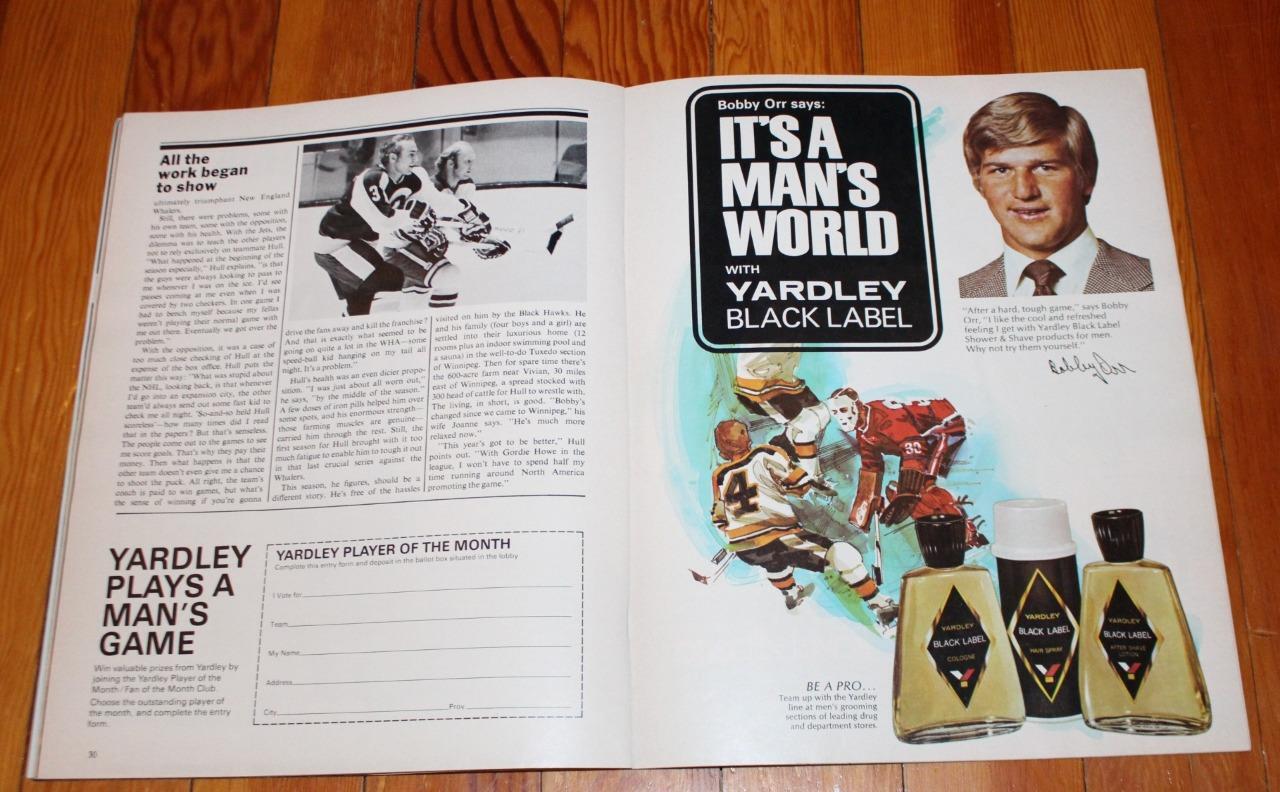 All the
work began
to show
ultimately triumphant New England
Whalers.
Still, there were problems, some with
his own team, some with the opposition,
some with his health. With the Jets, the
dilemma was to teach the other players
not to rely exclusively on teammate Hull.
"What happened at the beginning of the
season especially," Hull explains, "is that
the guys were always looking to pass to
me whenever I was on the ice. I'd see
passes coming at me even when I was
covered by two checkers. In one game I
had to bench myself because my fellas
weren't playing their normal game with
me out there. Eventually we got over the
problem."
With the opposition, it was a case of
too much close checking of Hull at the
expense of the box office. Hull puts the
matter this way: "What was stupid about
the NHL, looking back, is that whenever
I'd go into an expansion city, the other
team'd always send out some fast kid to
check me all night. 'So-and-so held Hull
scoreless'—how many times did I read
that in the papers? But that's senseless.
The people come out to the games to see
me score goals. That's why they pay their
money. Then what happens is that the
other team doesn't even give me a chance
to shoot the puck. All right, the team's
coach is paid to win games, but what's
the sense of winning if you're gonna
drive the fans away and kill the franchise?
And that is exactly what seemed to be
going on quite a lot in the WHA—some
speed-ball kid hanging on my tail all
night. It's a problem."
Hull's health was an even dicier propo-
sition. "I was just about all worn out,"
he says, "by the middle of the season."
A few doses of iron pills helped him over
some spots, and his enormous strength—
those farming muscles are genuine—
carried him through the rest. Still, the
first season for Hull brought with it too
much fatigue to enable him to tough it out
in that last crucial series against the
Whalers.
This season, he figures, should be a
different story. He's free of the hassles
visited on him by the Black Hawks. He
and his family (four boys and a girl) are
settled into their luxurious home (12
rooms plus an indoor swimming pool and
a sauna) in the well-to-do Tuxedo section
of Winnipeg. Then for spare time there's
the 600-acre farm near Vivian, 30 miles
east of Winnipeg, a spread stocked with
300 head of cattle for Hull to wrestle with.
The living, in short, is good. "Bobby's
changed since we came to Winnipeg," his
wife Joanne says. "He's much more
relaxed now."
"This year's got to be better," Hull
points out. "With Gordie Howe in the
league, I won't have to spend half my
time running around North America
promoting the game."
3
YARDLEY
PLAYS A
MAN'S
GAME
Win valuable prizes from Yardley by
joining the Yardley Player of the
Month/Fan of the Month Club.
Choose the outstanding player of
the month, and complete the entry
form.
YARDLEY PLAYER OF THE MONTH
Complete this entry form and deposit in the ballot box situated in the lobby
I Vote for
Team
My Name
Address
City Prov.
30
Bobby Orr says:
IT'S A
MAN'S
WORLD
WITH
YARDLEY
BLACK LABEL
"After a hard, tough game," says Bobby
Orr, "I like the cool and refreshed
feeling I get with Yardley Black Label
Shower & Shave products for men.
Why not try them yourself."
Bobby Orr
4
30
BE A PRO...
Team up with the Yardley
line at men's grooming
sections of leading drug
and department stores.
YARDLEY
BLACK LABEL
COLOGNE
YARDLEY
BLACK LABEL
HAIR SPRAY
YARDLEY
BLACK LABEL
AFTER SHAVE
LOTION